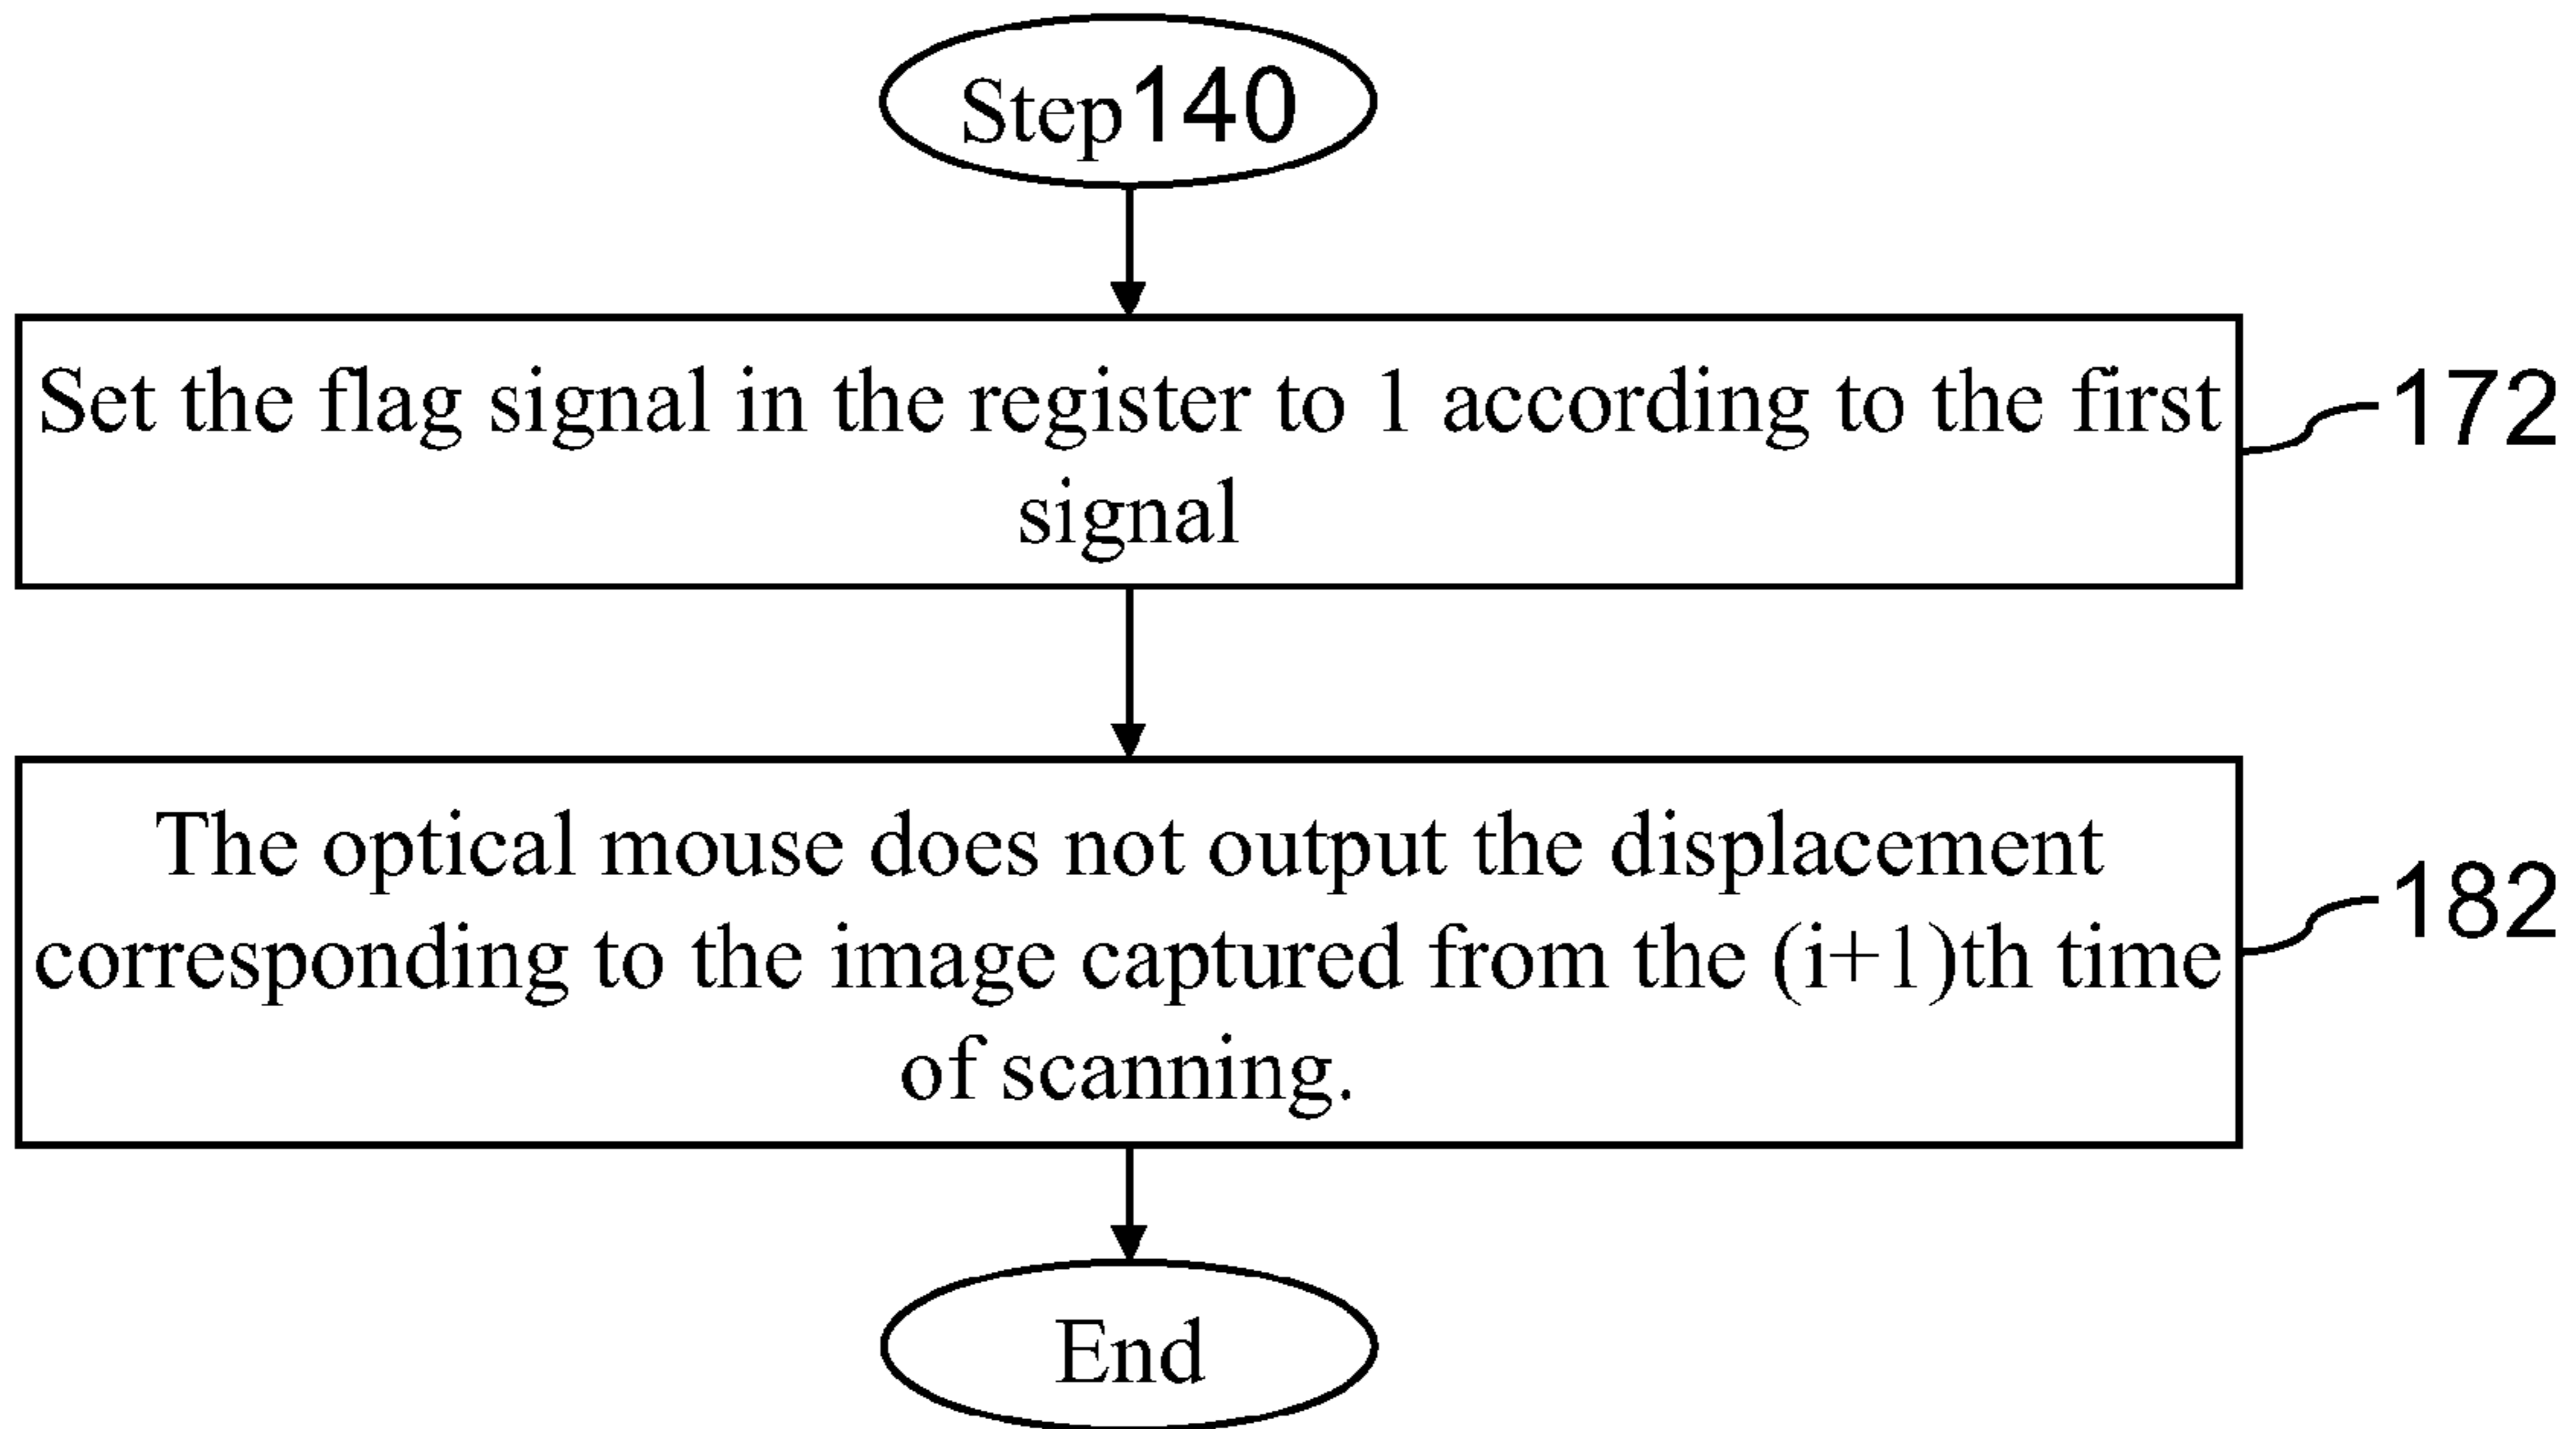 Step140
Set the flag signal in the register to 1 according to the first
signal
172
The optical mouse does not output the displacement
corresponding to the image captured from the (i+1)th time
of scanning.
182
End